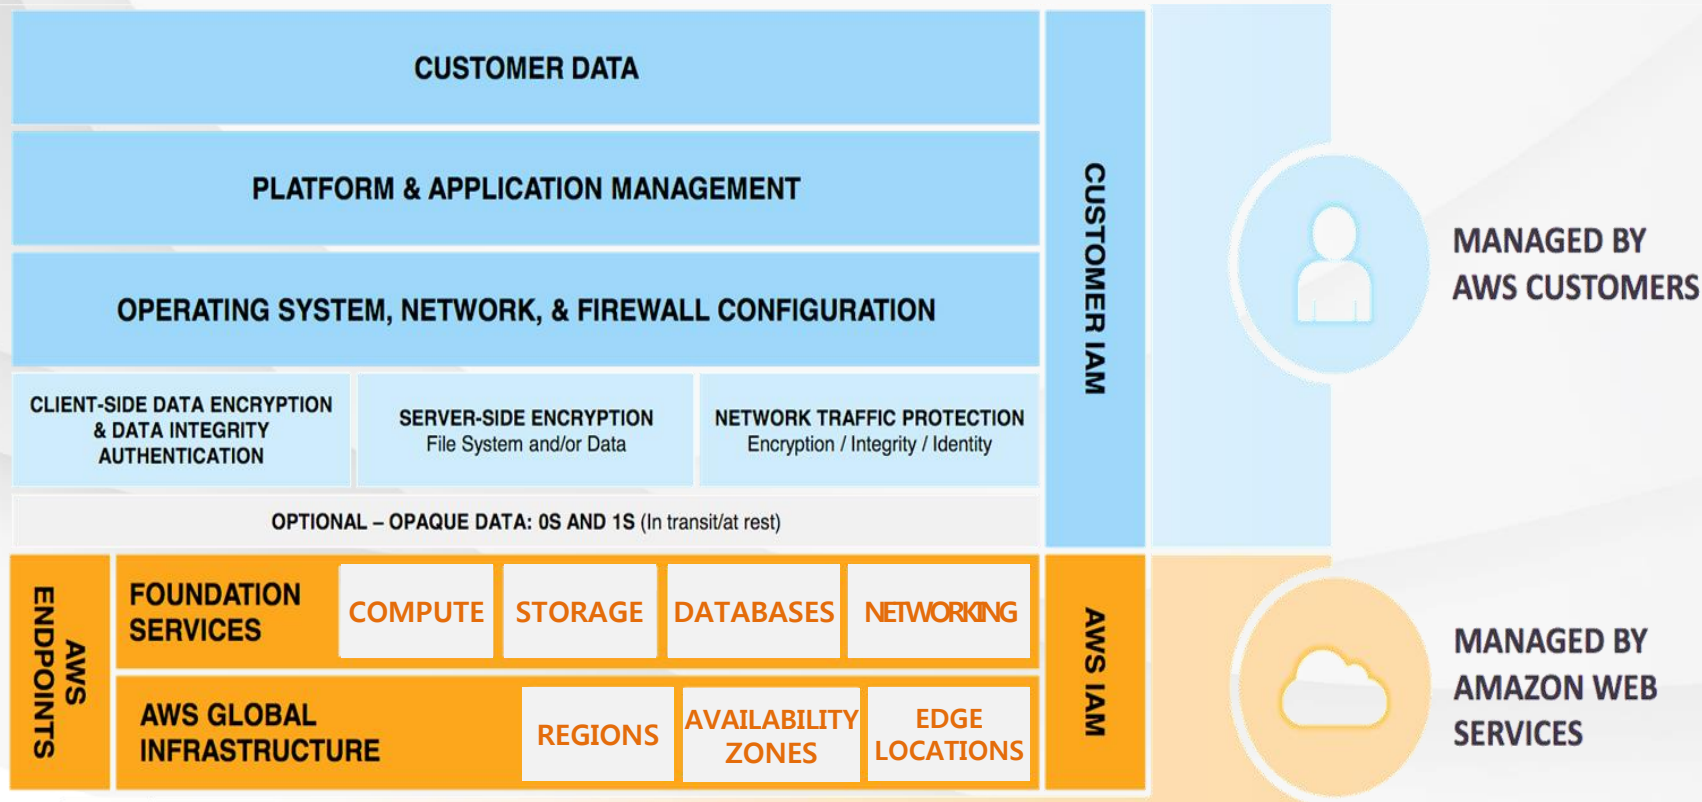 CUSTOMER DATA
PLATFORM & APPLICATION MANAGEMENT
OPERATING SYSTEM, NETWORK, & FIREWALL CONFIGURATION
CLIENT-SIDE DATA ENCRYPTION
& DATA INTEGRITY
AUTHENTICATION
SERVER-SIDE ENCRYPTION
File System and/or Data
NETWORK TRAFFIC PROTECTION
Encryption / Integrity / Identity
OPTIONAL – OPAQUE DATA: 0S AND 1S (In transit/at rest)
CUSTOMER IAM
MANAGED BY
AWS CUSTOMERS
AWS
ENDPOINTS
FOUNDATION
SERVICES
COMPUTE
STORAGE
DATABASES
NETWORKING
AWS GLOBAL
INFRASTRUCTURE
REGIONS
AVAILABILITY
ZONES
EDGE
LOCATIONS
AWS IAM
MANAGED BY
AMAZON WEB
SERVICES